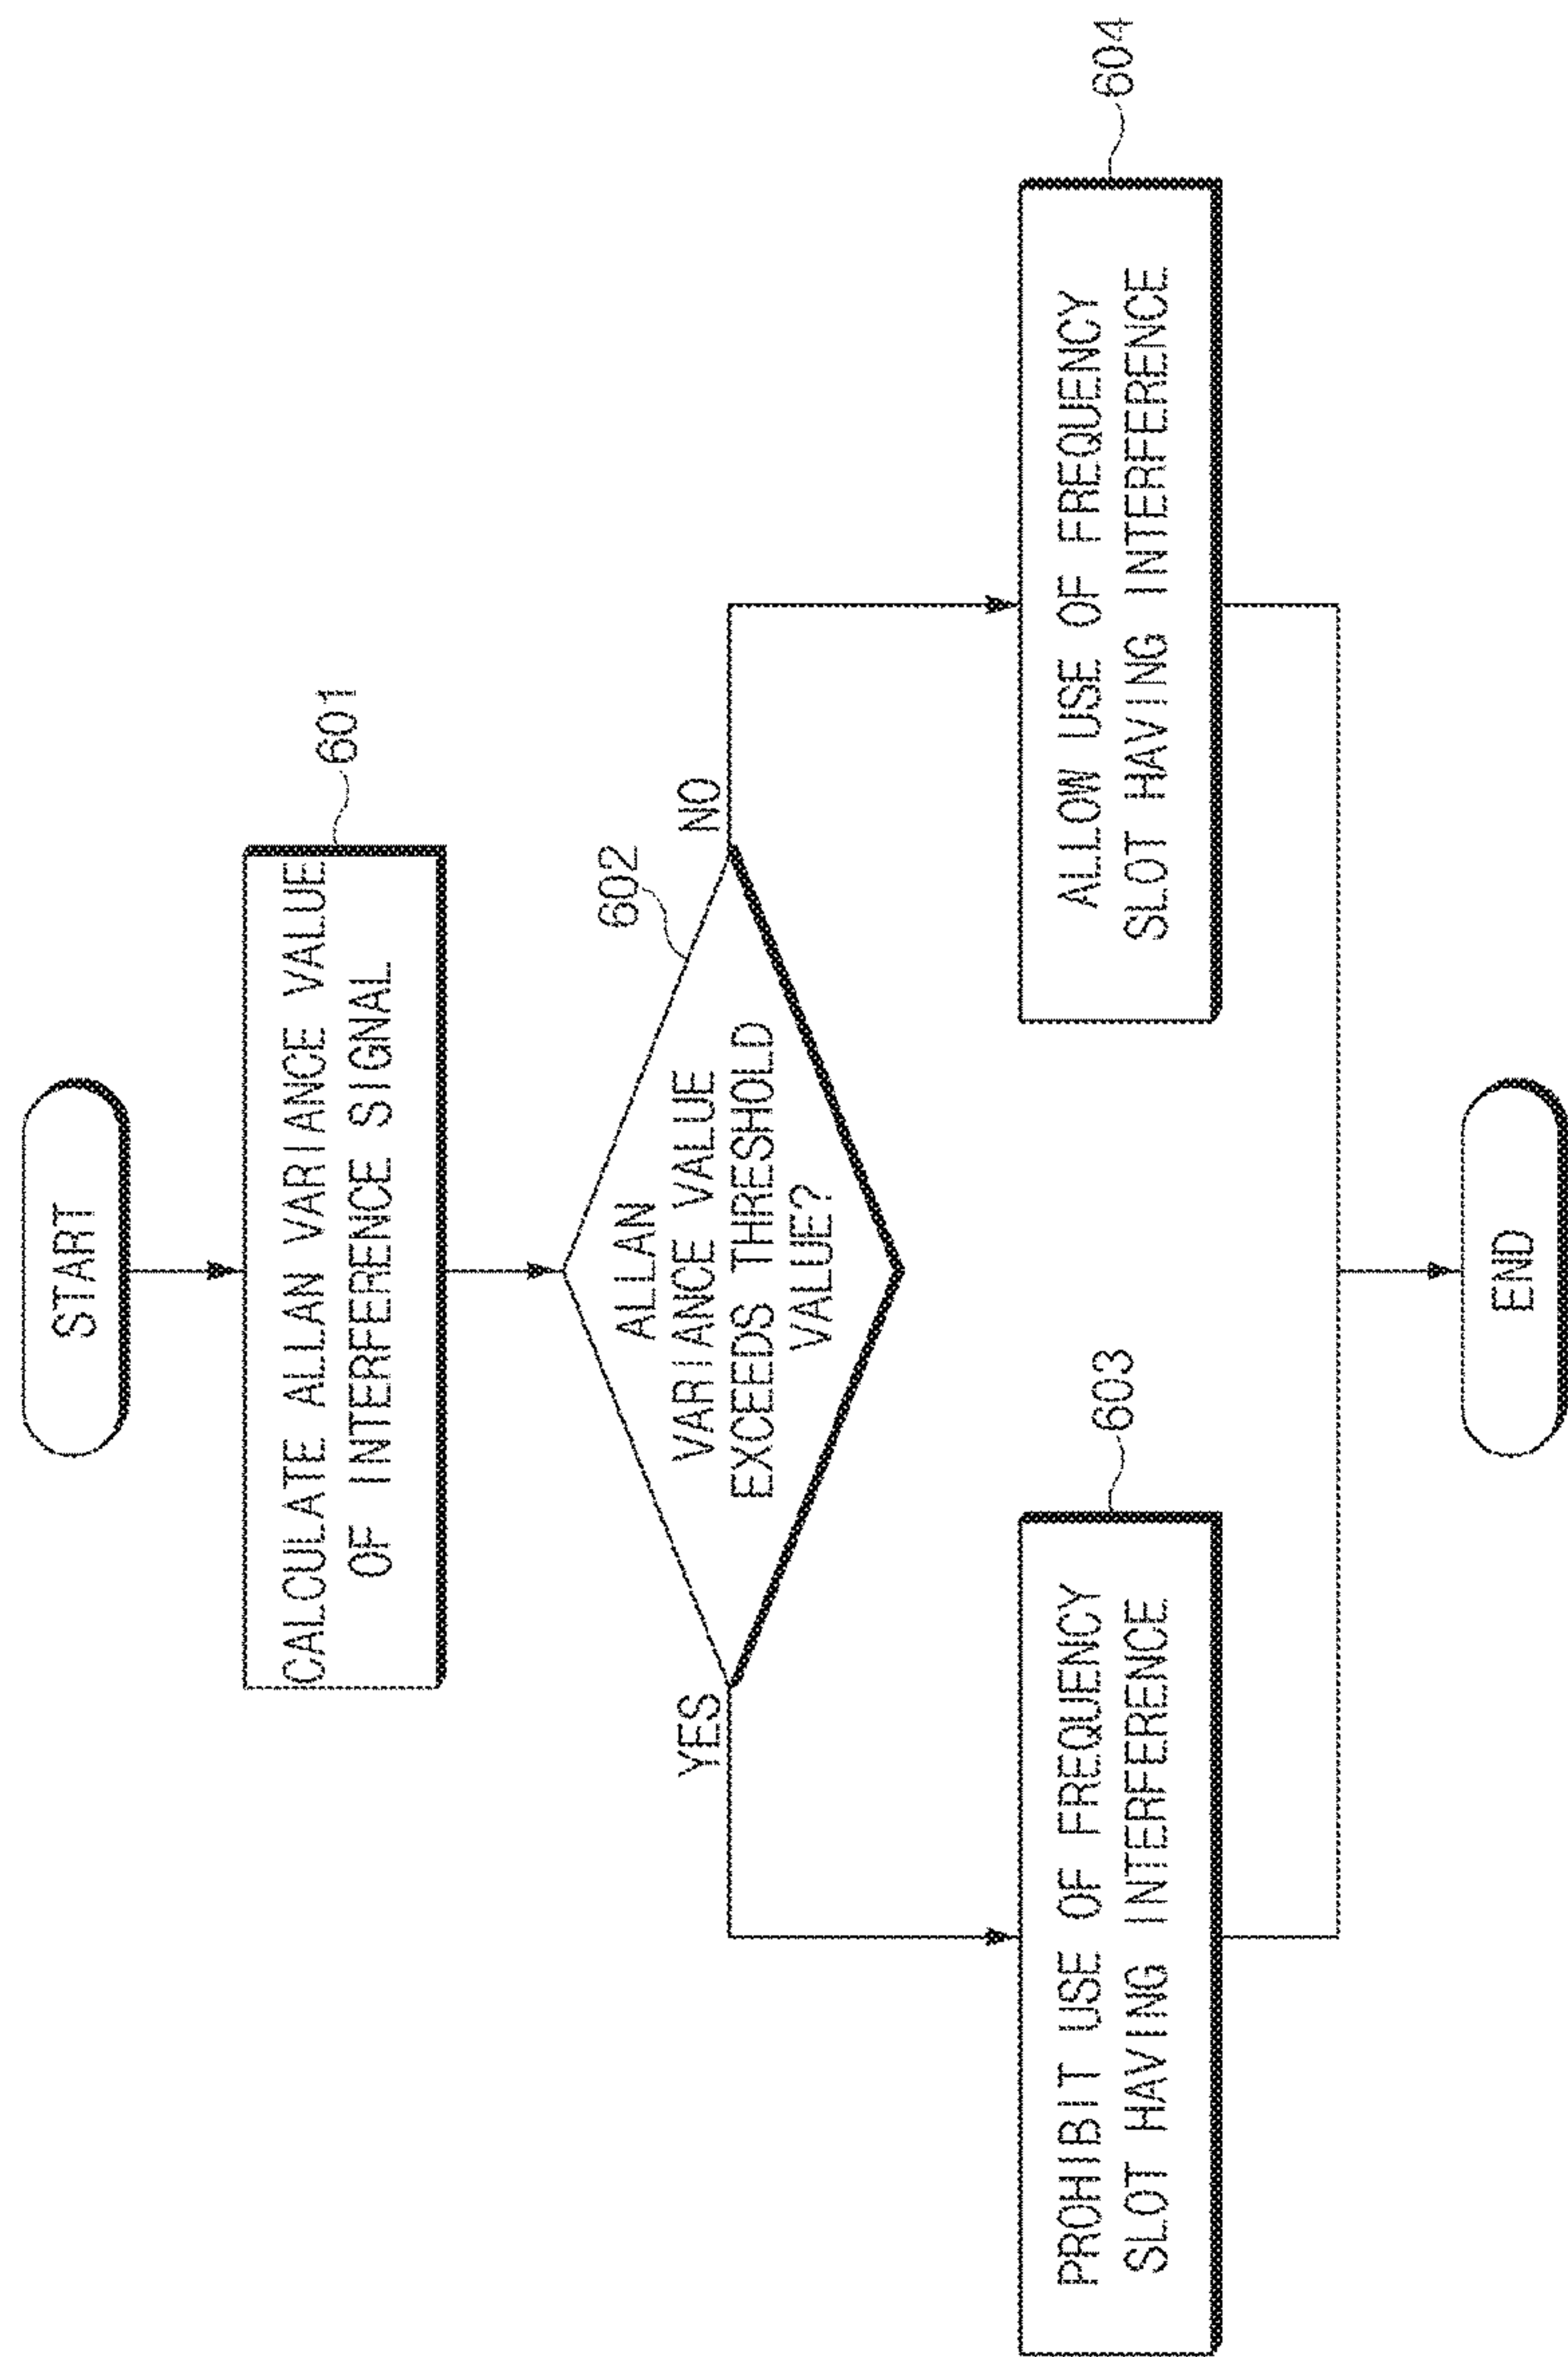 START
CALCULATE ALLAN VARIANCE VALUE
OF INTERFERENCE SIGNAL
601
ALLAN
VARIANCE VALUE
EXCEEDS THRESHOLD
VALUE?
602
YES
NO
PROHIBIT USE OF FREQUENCY
SLOT HAVING INTERFERENCE
603
ALLOW USE OF FREQUENCY
SLOT HAVING INTERFERENCE
604
END